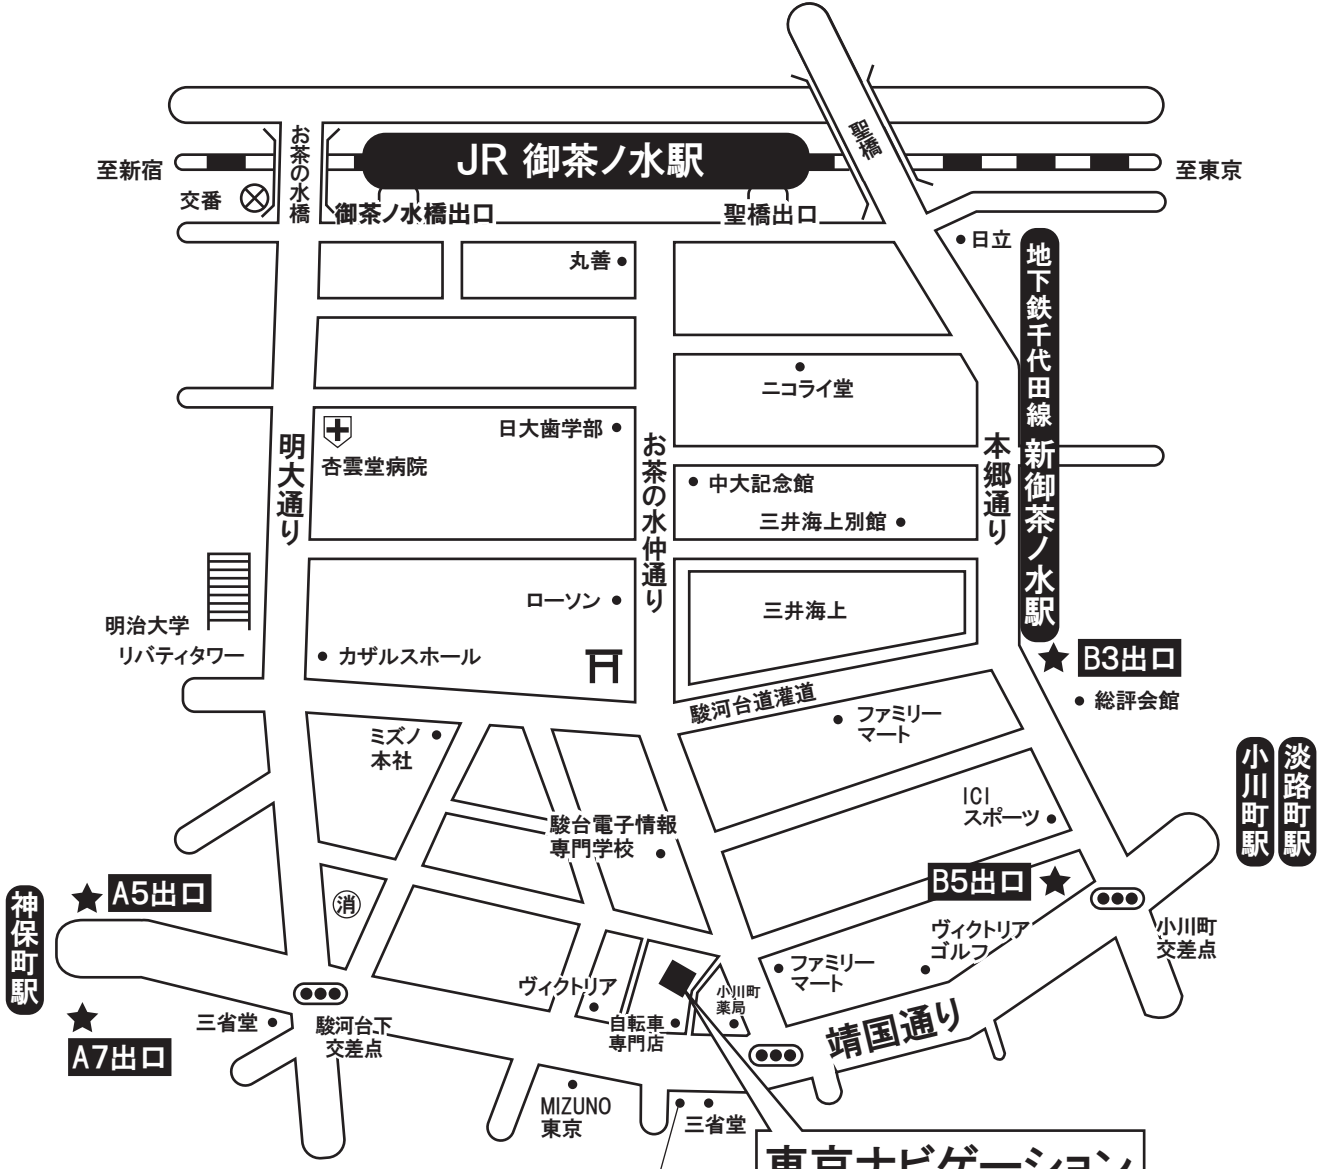 聖橋
お茶の水橋
JR 御茶ノ水駅
至新宿
至東京
交番
御茶ノ水橋出口
聖橋出口
日立
丸善
地下鉄千代田線 新御茶ノ水駅
ニコライ堂
日大歯学部
明大通り
杏雲堂病院
お茶の水仲通り
本郷通り
中大記念館
三井海上別館
ローソン
三井海上
明治大学
リバティタワー
カザルスホール
B3出口
総評会館
駿河台道灌道
ファミリー
マート
ミズノ
本社
小川町駅
淡路町駅
ICI
スポーツ
駿台電子情報
専門学校
A5出口
B5出口
神保町駅
消
ヴィクトリア
ゴルフ
小川町
交差点
ファミリー
マート
ヴィクトリア
小川町
薬局
三省堂
駿河台下
交差点
自転車
専門店
靖国通り
A7出口
MIZUNO
東京
三省堂
東京ナビゲーション